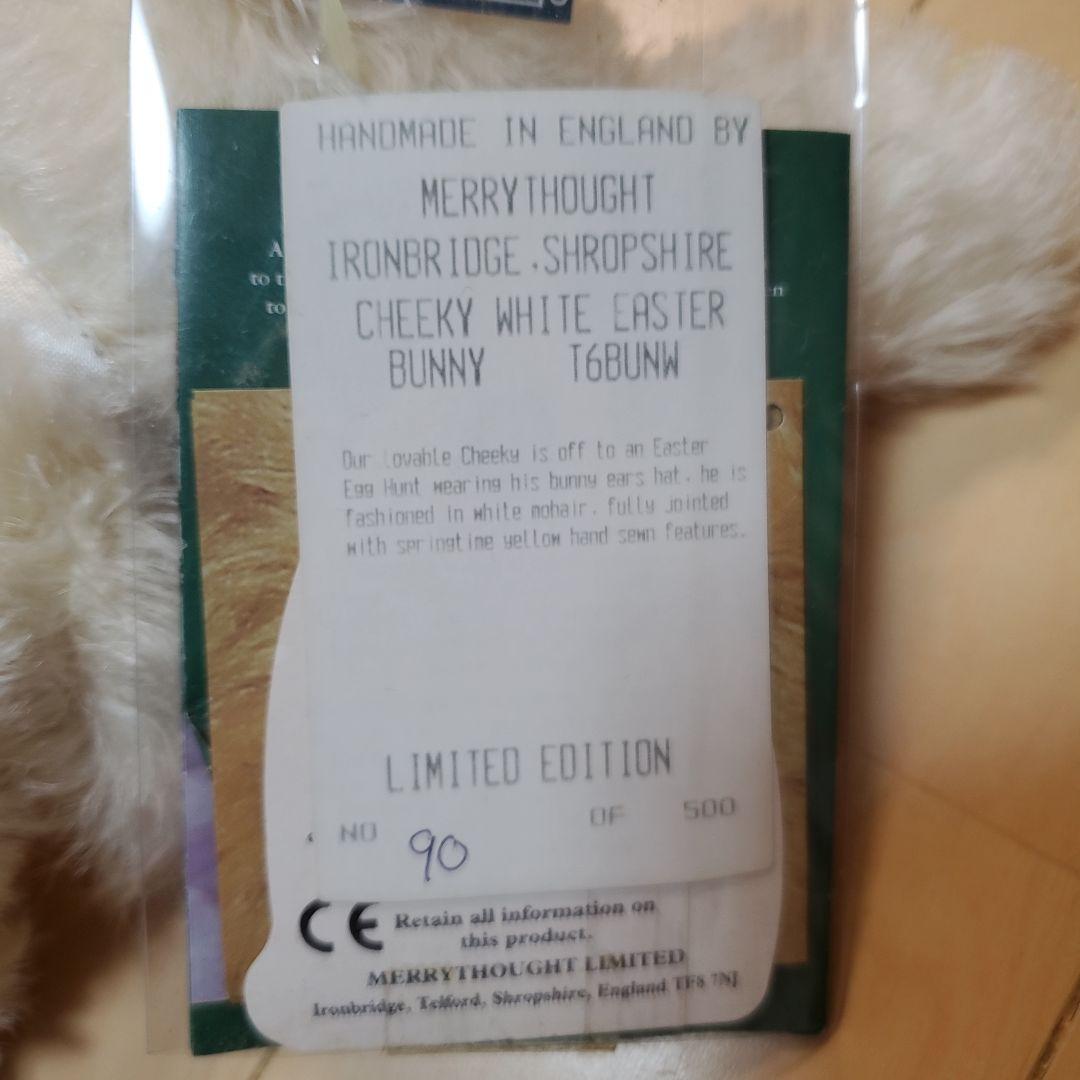 HANDMADE IN ENGLAND BY
MERRYTHOUGHT
IRONBRIDGE.SHROPSHIRE
CHEEKY WHITE EASTER
BUNNY T6BUNW
A
to t
to
en
Our lovable Cheeky is off to an Easter
Egg Hunt wearing his bunny ears hat, he is
fashioned in white mohair, fully jointed
with springtime yellow hand sewn features.
LIMITED EDITION
NO 90 OF 500
CE Retain all information on
this product.
MERRYTHOUGHT LIMITED
Ironbridge, Telford, Shropshire, England TF8 7NJ